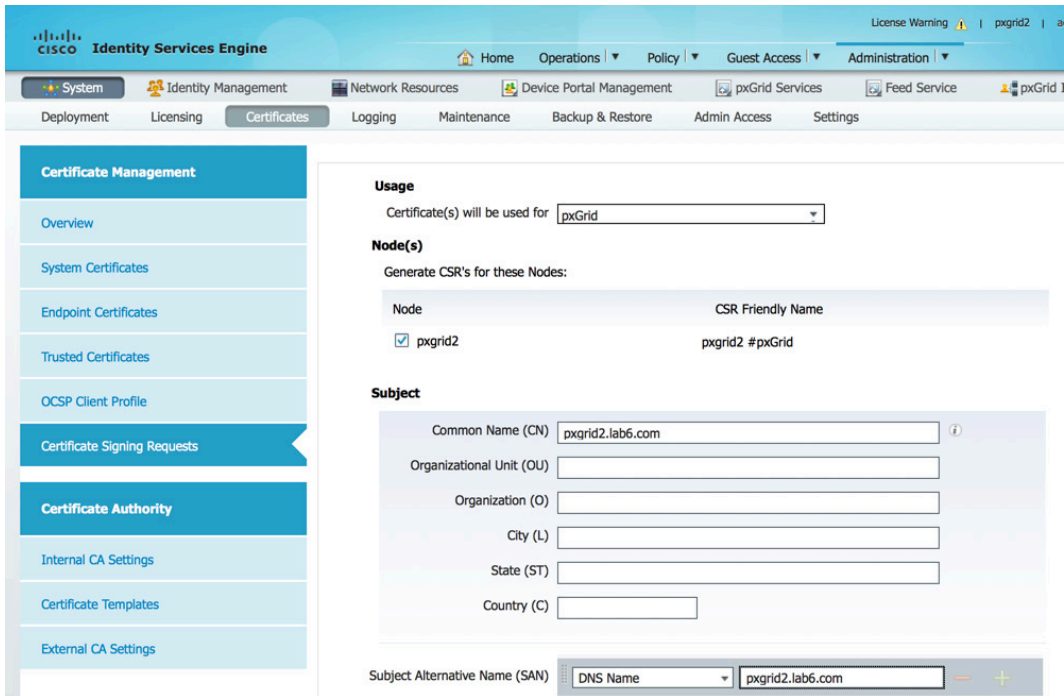 License Warning | pxgrid2 |
CISCO Identity Services Engine
Home Operations | Policy | Guest Access | Administration |
System Identity Management Network Resources Device Portal Management pxGrid Services Feed Service pxGrid
Deployment Licensing Certificates Logging Maintenance Backup & Restore Admin Access Settings
Certificate Management
Overview
System Certificates
Endpoint Certificates
Trusted Certificates
OCSP Client Profile
Certificate Signing Requests
Certificate Authority
Internal CA Settings
Certificate Templates
External CA Settings
Usage
Certificate(s) will be used for pxGrid
Node(s)
Generate CSR's for these Nodes:
Node CSR Friendly Name
pxgrid2 pxgrid2 #pxGrid
Subject
Common Name (CN) pxgrid2.lab6.com
Organizational Unit (OU)
Organization (O)
City (L)
State (ST)
Country (C)
Subject Alternative Name (SAN) DNS Name pxgrid2.lab6.com